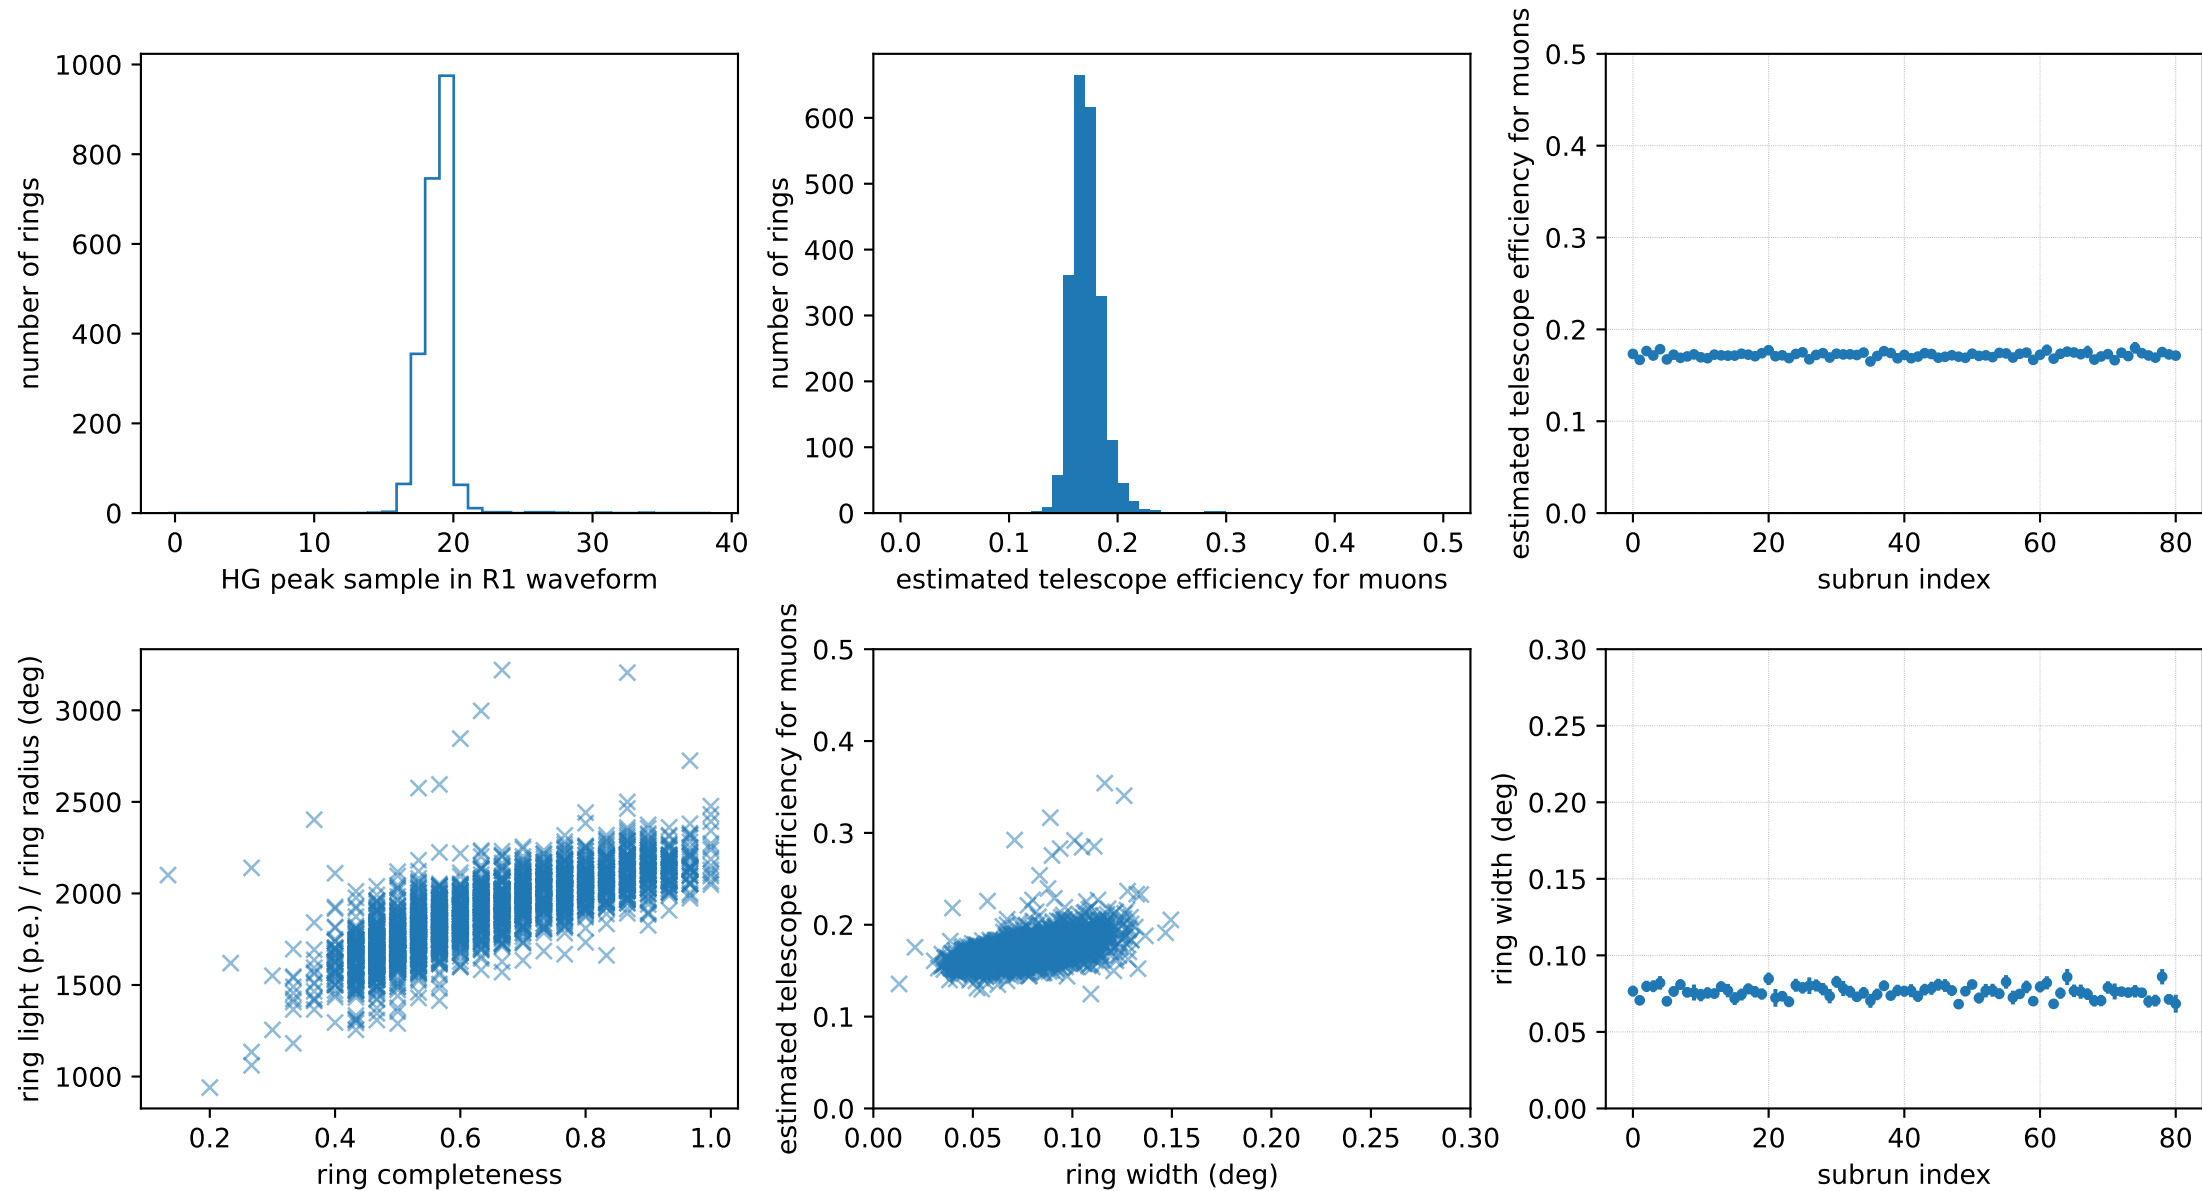 number of rings
1000
800
600
400
200
0
0 10 20 30 40
HG peak sample in R1 waveform
number of rings
600
500
400
300
200
100
0
0.0 0.1 0.2 0.3 0.4 0.5
estimated telescope efficiency for muons
estimated telescope efficiency for muons
0.5
0.4
0.3
0.2
0.1
0.0
0 20 40 60 80
subrun index
ring light (p.e.) / ring radius (deg)
3000
2500
2000
1500
1000
0.2 0.4 0.6 0.8 1.0
ring completeness
estimated telescope efficiency for muons
0.5
0.4
0.3
0.2
0.1
0.0
0.00 0.05 0.10 0.15 0.20 0.25 0.30
ring width (deg)
ring width (deg)
0.30
0.25
0.20
0.15
0.10
0.05
0.00
0 20 40 60 80
subrun index